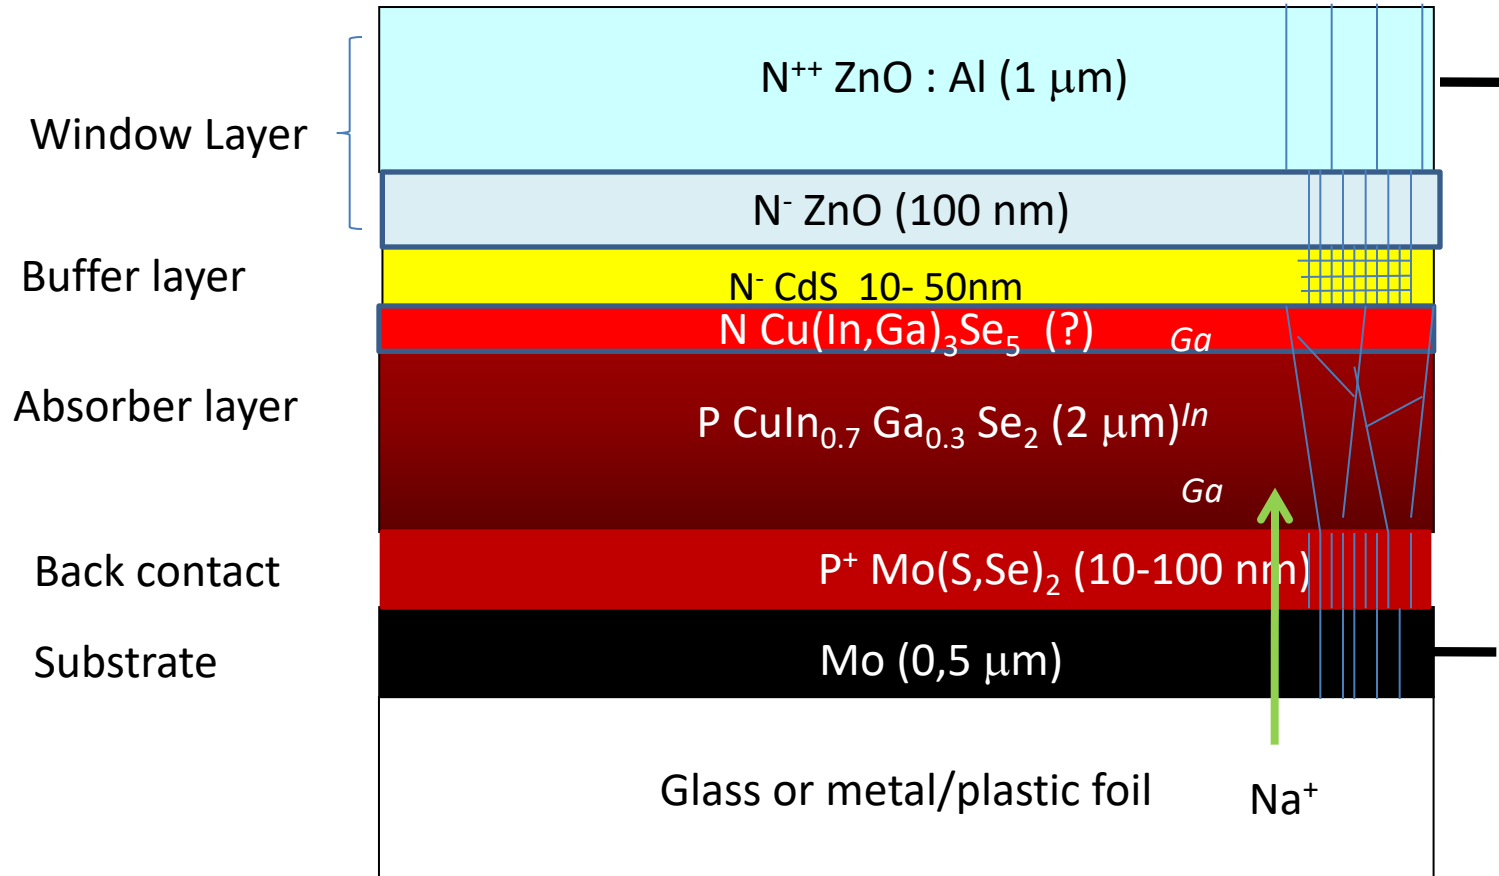 N⁺⁺ ZnO : Al (1 μm)
Window Layer
N⁻ ZnO (100 nm)
Buffer layer
N⁻ CdS 10- 50nm
N Cu(In,Ga)₃Se₅ (?)
Ga
Absorber layer
P CuIn₀.₇ Ga₀.₃ Se₂ (2 μm)
In
Ga
Back contact
P⁺ Mo(S,Se)₂ (10-100 nm)
Substrate
Mo (0,5 μm)
Glass or metal/plastic foil
Na⁺